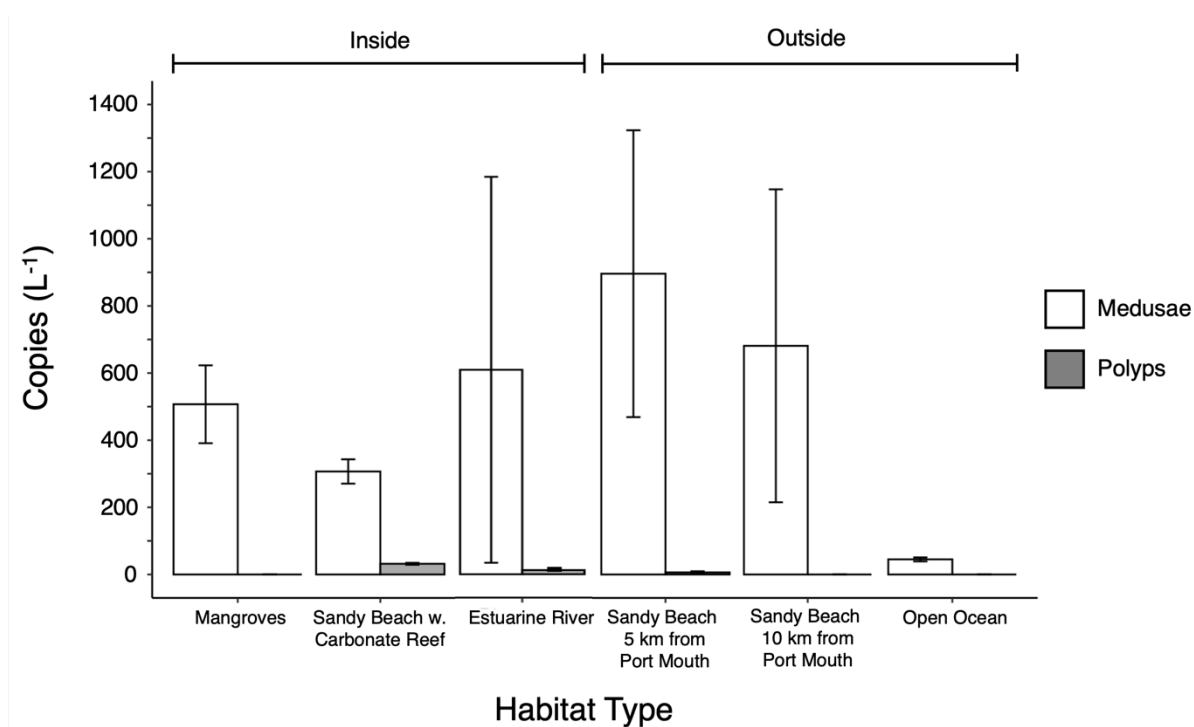 Inside
Outside
1400
1200
1000
800
600
400
200
0
Copies (L⁻¹)
Medusae
Polyps
Mangroves
Sandy Beach w.
Carbonate Reef
Estuarine River
Sandy Beach
5 km from
Port Mouth
Sandy Beach
10 km from
Port Mouth
Open Ocean
Habitat Type